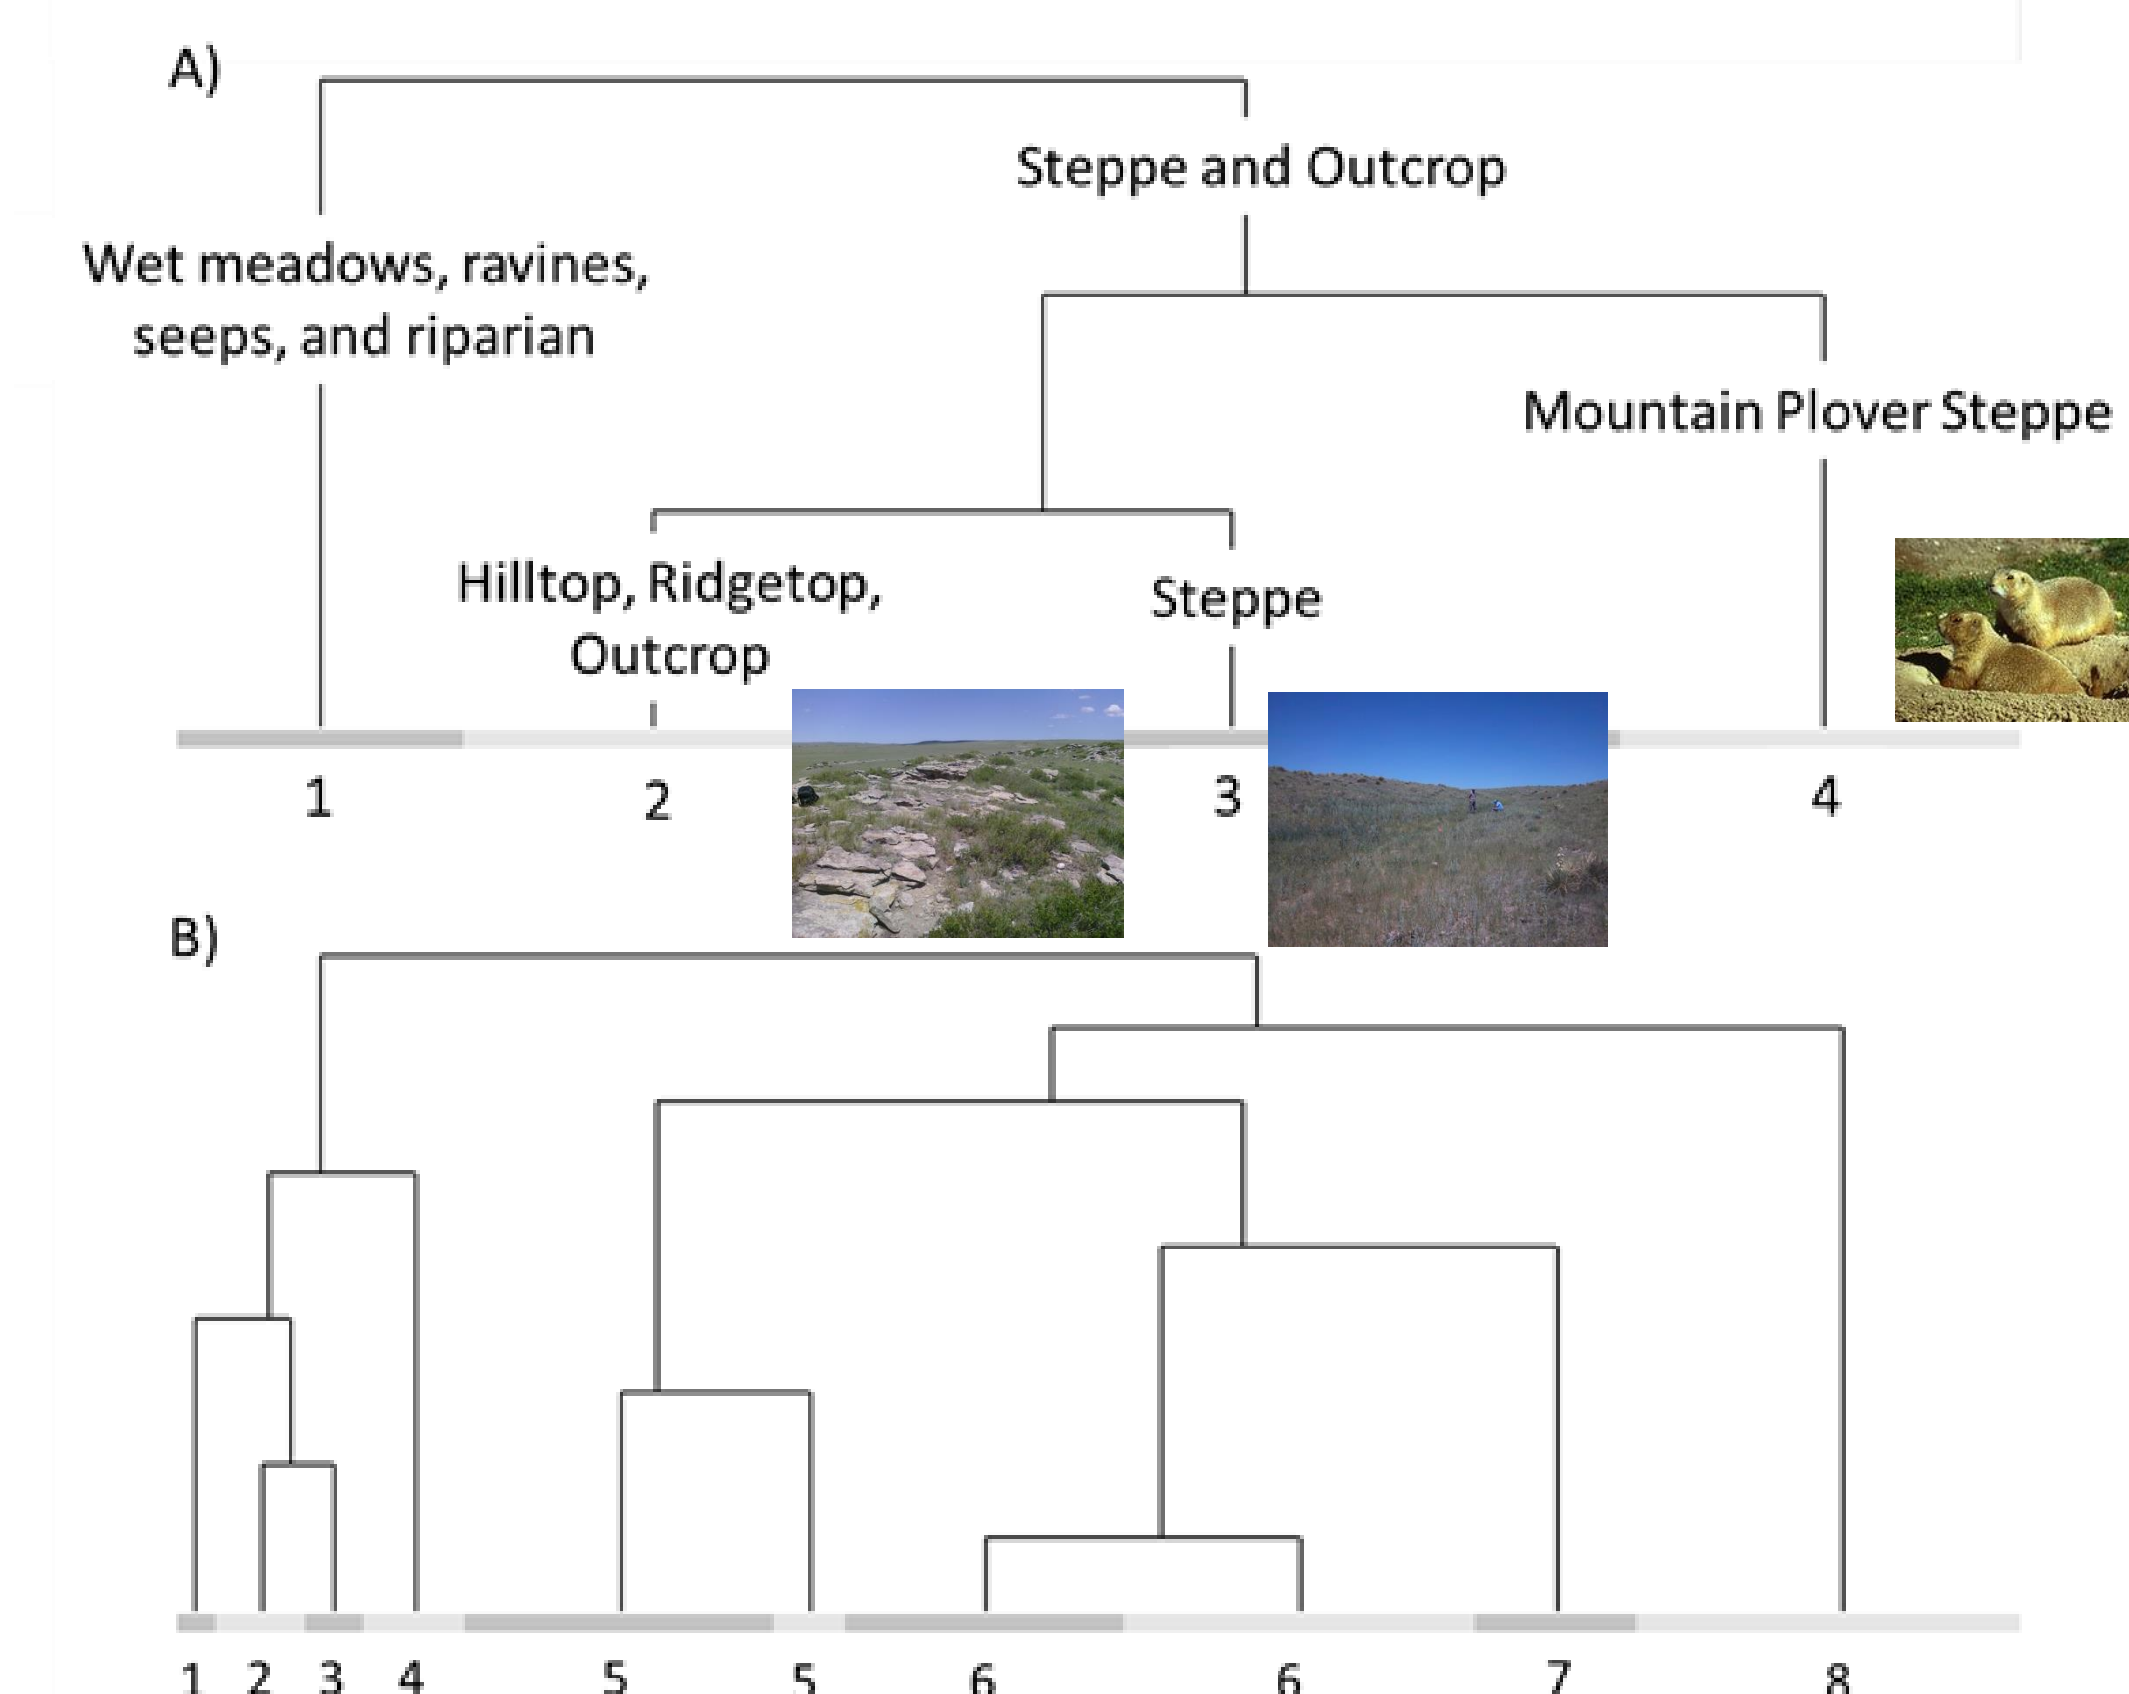 A)
Steppe and Outcrop
Wet meadows, ravines,
seeps, and riparian
Mountain Plover Steppe
Hilltop, Ridgetop,
Outcrop
Steppe
1 2 3 4
B)
1 2 3 4 5 5 6 6 7 8